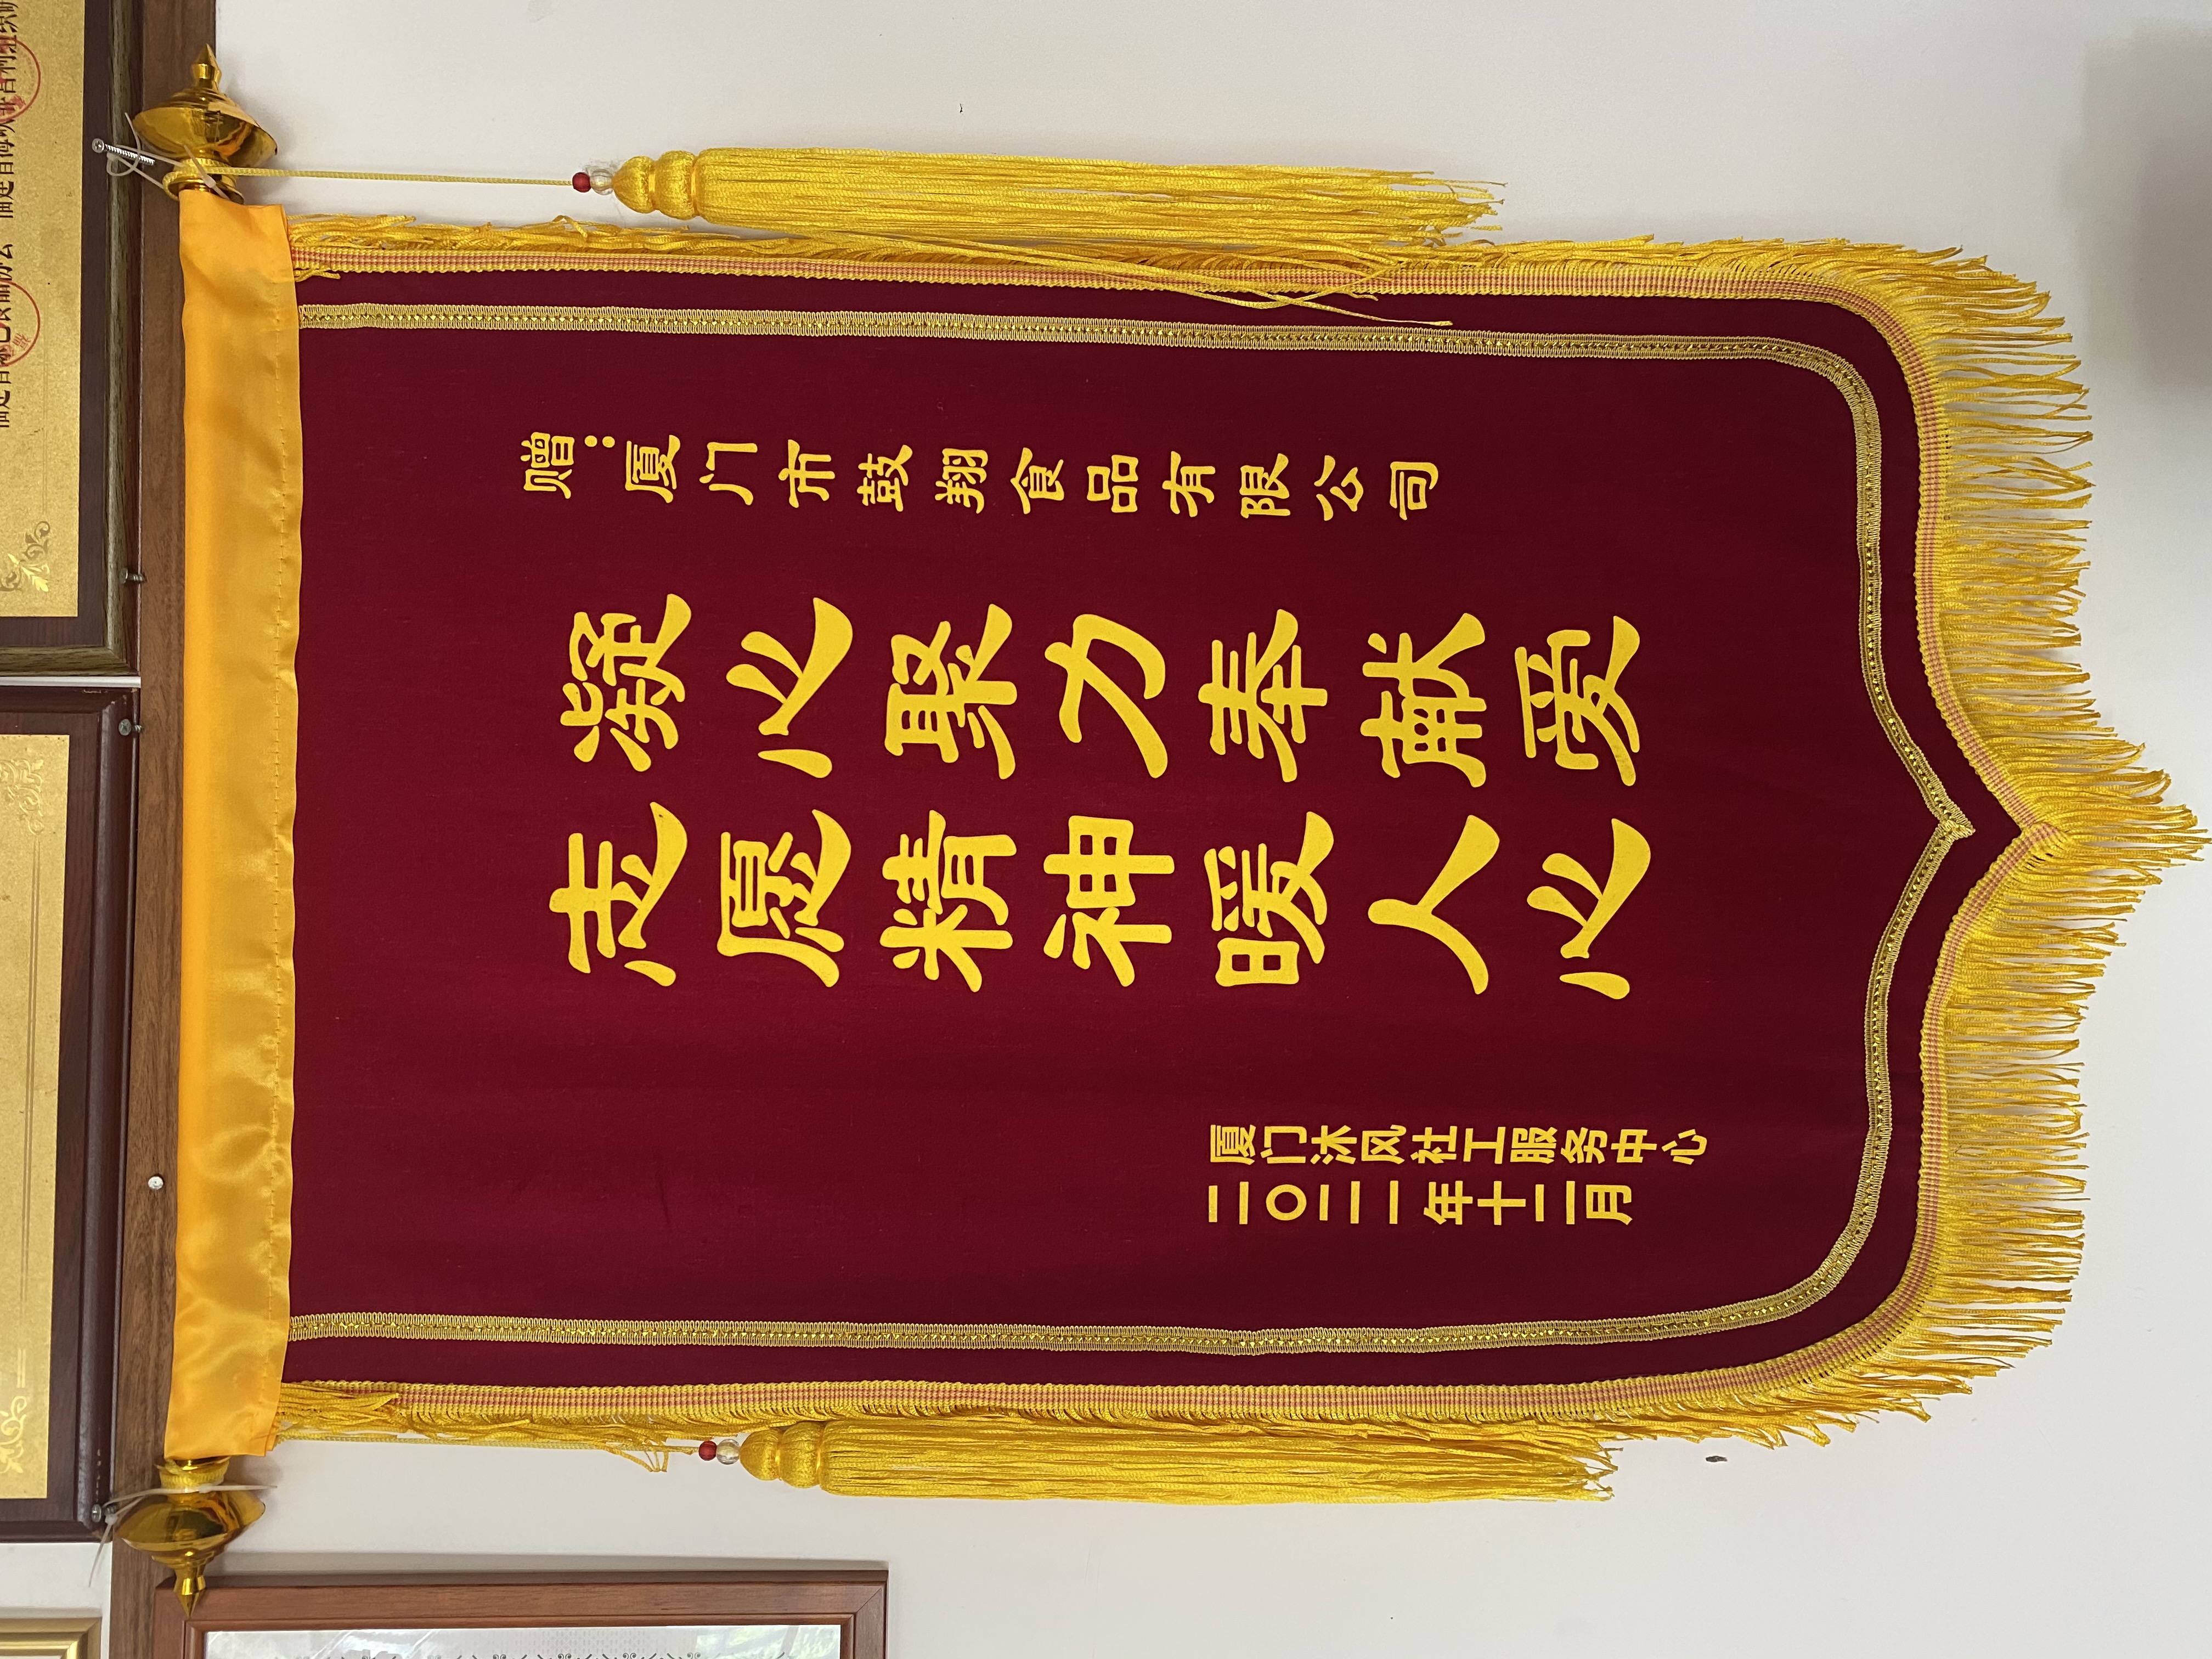 赠：厦门市鼓翔食品有限公司
凝心聚力奉献爱
志愿精神暖人心
厦门沐风社工服务中心
二〇二一年十二月